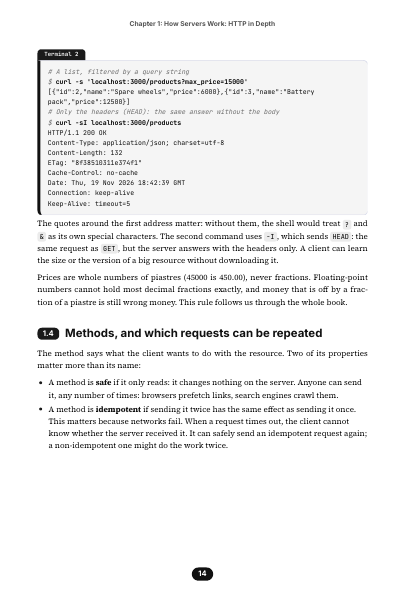 Chapter 1: How Servers Work: HTTP in Depth
Terminal 2
# A list, filtered by a query string
$ curl -s 'localhost:3000/products?max_price=15000'
[{"id":2,"name":"Spare wheels","price":6000},{"id":3,"name":"Battery
pack","price":12500}]
# Only the headers (HEAD): the same answer without the body
$ curl -sI localhost:3000/products
HTTP/1.1 200 OK
Content-Type: application/json; charset=utf-8
Content-Length: 132
ETag: "8f38510311e374f1"
Cache-Control: no-cache
Date: Thu, 19 Nov 2026 18:42:39 GMT
Connection: keep-alive
Keep-Alive: timeout=5
The quotes around the first address matter: without them, the shell would treat ? and
& as its own special characters. The second command uses -I, which sends HEAD: the
same request as GET, but the server answers with the headers only. A client can learn
the size or the version of a big resource without downloading it.
Prices are whole numbers of piastres (45000 is 450.00), never fractions. Floating-point
numbers cannot hold most decimal fractions exactly, and money that is off by a frac-
tion of a piastre is still wrong money. This rule follows us through the whole book.
1.4 Methods, and which requests can be repeated
The method says what the client wants to do with the resource. Two of its properties
matter more than its name:
• A method is safe if it only reads: it changes nothing on the server. Anyone can send
it, any number of times: browsers prefetch links, search engines crawl them.
• A method is idempotent if sending it twice has the same effect as sending it once.
This matters because networks fail. When a request times out, the client cannot
know whether the server received it. It can safely send an idempotent request again;
a non-idempotent one might do the work twice.
14